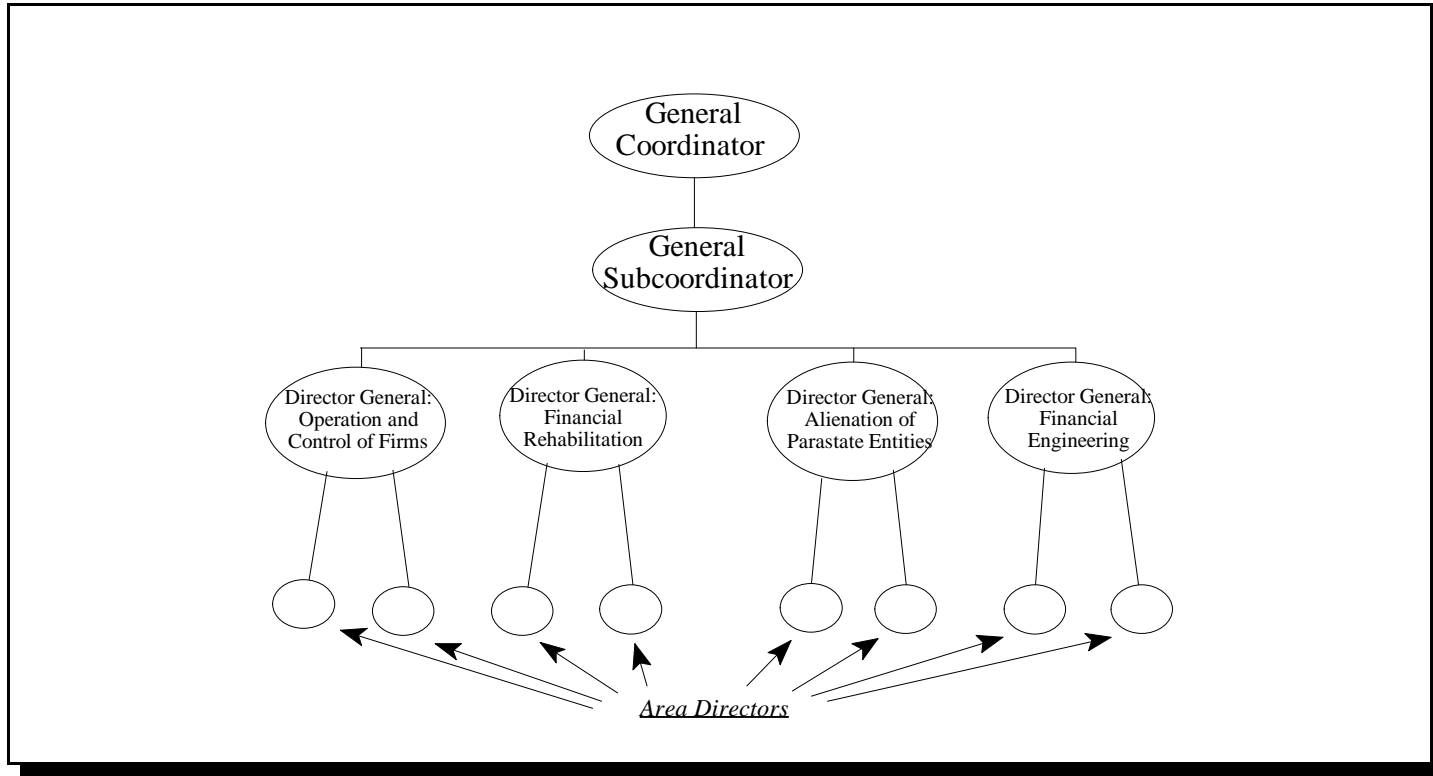 General
Coordinator
General
Subcoordinator
Director General:
Operation and
Control of Firms
Director General:
Financial
Rehabilitation
Director General:
Alienation of
Parastate Entities
Director General:
Financial
Engineering
Area Directors